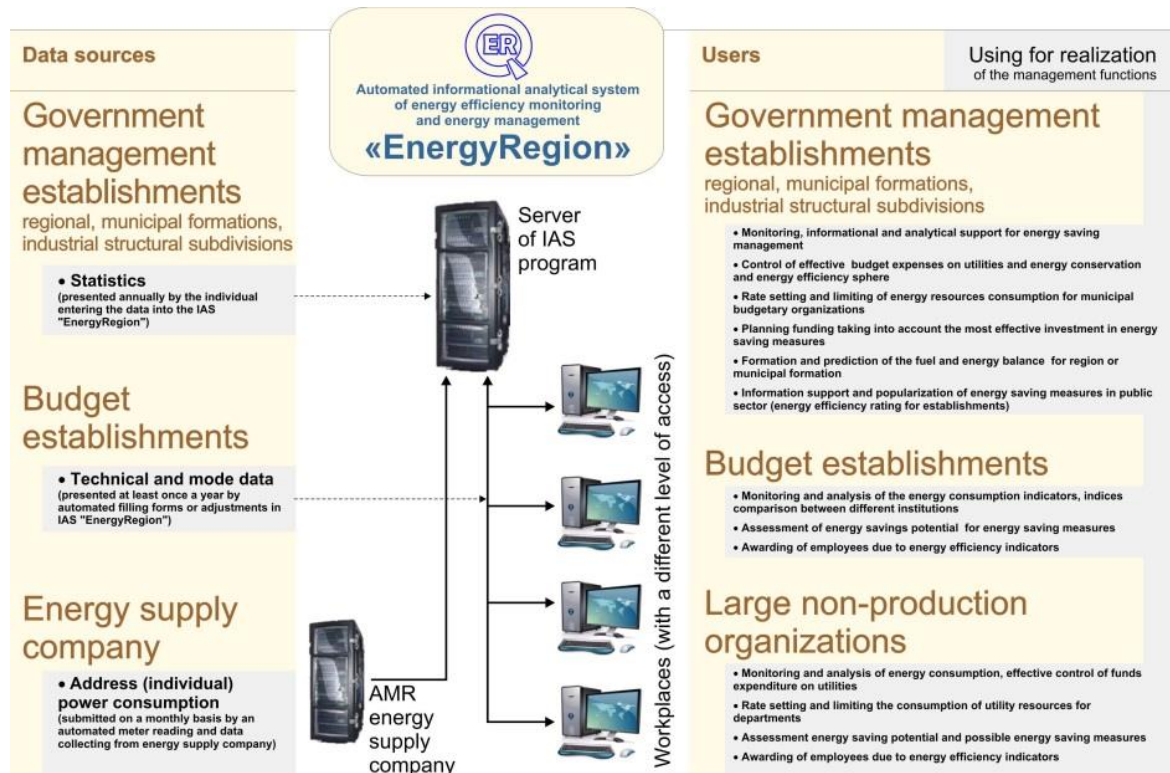 Data sources
Government
management
establishments
regional, municipal formations,
industrial structural subdivisions
• Statistics
(presented annually by the individual
entering the data into the IAS
"EnergyRegion")
Budget
establishments
• Technical and mode data
(presented at least once a year by
automated filling forms or adjustments in
IAS "EnergyRegion")
Energy supply
company
• Address (individual)
power consumption
(submitted on a monthly basis by an
automated meter reading and data
collecting from energy supply company)
ER
Automated informational analytical system
of energy efficiency monitoring
and energy management
«EnergyRegion»
Server
of IAS
program
AMR
energy
supply
company
Workplaces (with a different level of access)
Users
Using for realization
of the management functions
Government management
establishments
regional, municipal formations,
industrial structural subdivisions
• Monitoring, informational and analytical support for energy saving
management
• Control of effective budget expenses on utilities and energy conservation
and energy efficiency sphere
• Rate setting and limiting of energy resources consumption for municipal
budgetary organizations
• Planning funding taking into account the most effective investment in energy
saving measures
• Formation and prediction of the fuel and energy balance for region or
municipal formation
• Information support and popularization of energy saving measures in public
sector (energy efficiency rating for establishments)
Budget establishments
• Monitoring and analysis of the energy consumption indicators, indices
comparison between different institutions
• Assessment of energy savings potential for energy saving measures
• Awarding of employees due to energy efficiency indicators
Large non-production
organizations
• Monitoring and analysis of energy consumption, effective control of funds
expenditure on utilities
• Rate setting and limiting the consumption of utility resources for
departments
• Assessment energy saving potential and possible energy saving measures
• Awarding of employees due to energy efficiency indicators